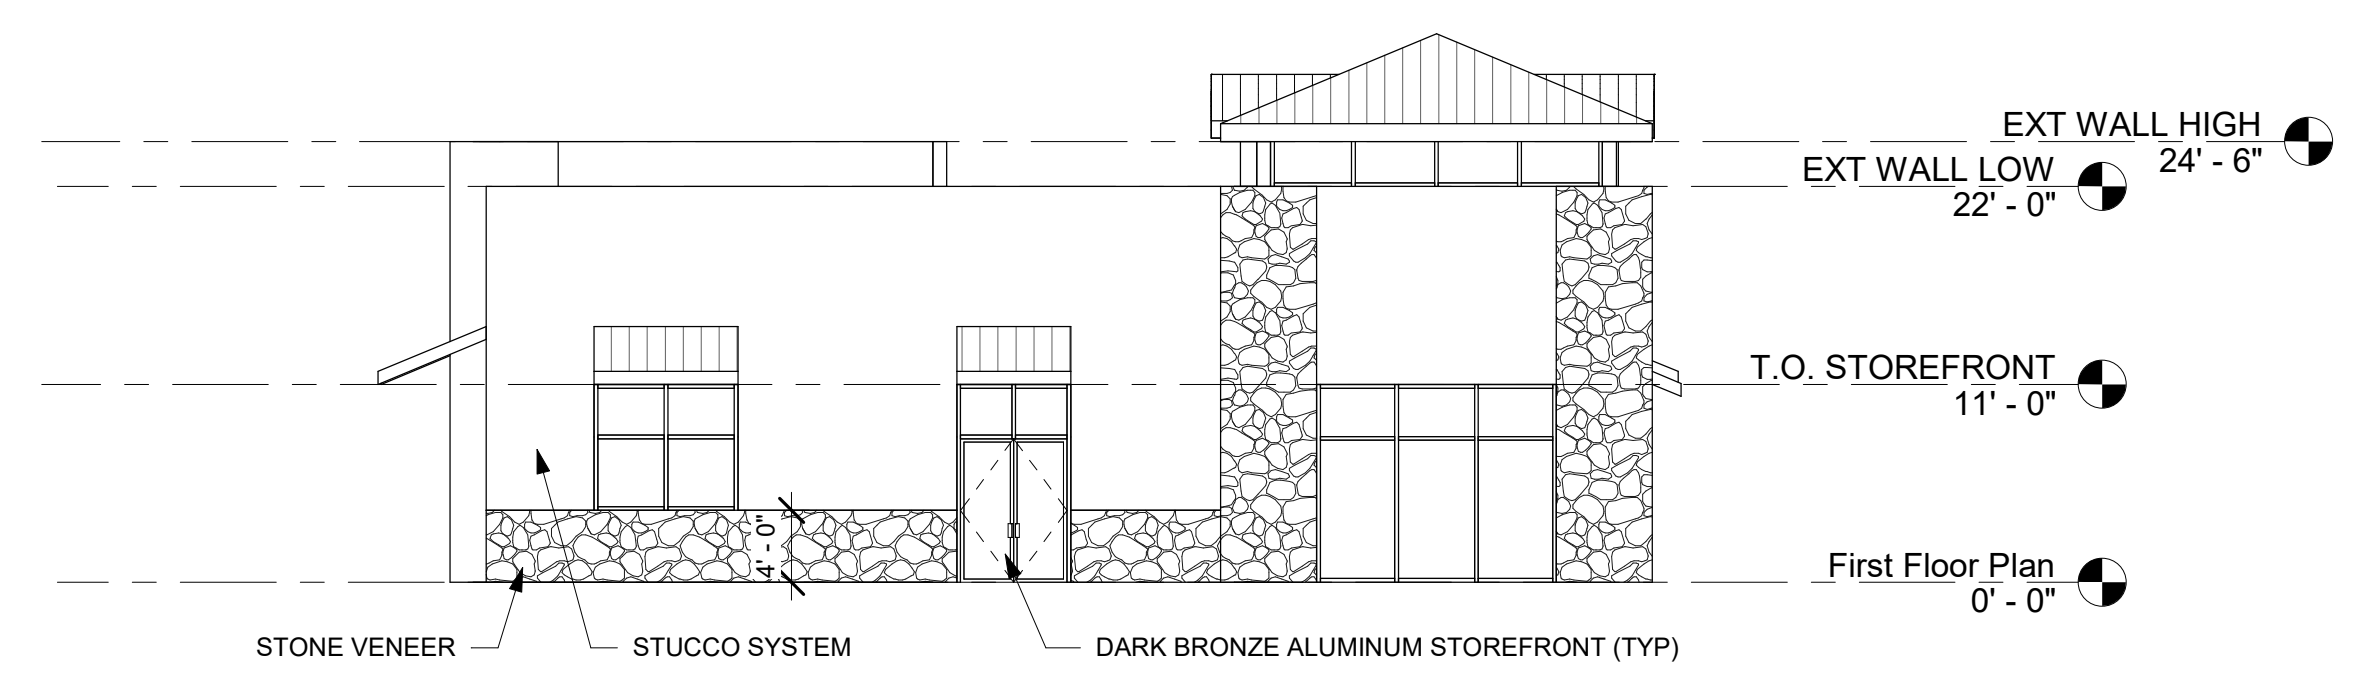 EXT WALL HIGH
24' - 6"
EXT WALL LOW
22' - 0"
T.O. STOREFRONT
11' - 0"
4' - 0"
First Floor Plan
0' - 0"
STONE VENEER
STUCCO SYSTEM
DARK BRONZE ALUMINUM STOREFRONT (TYP)